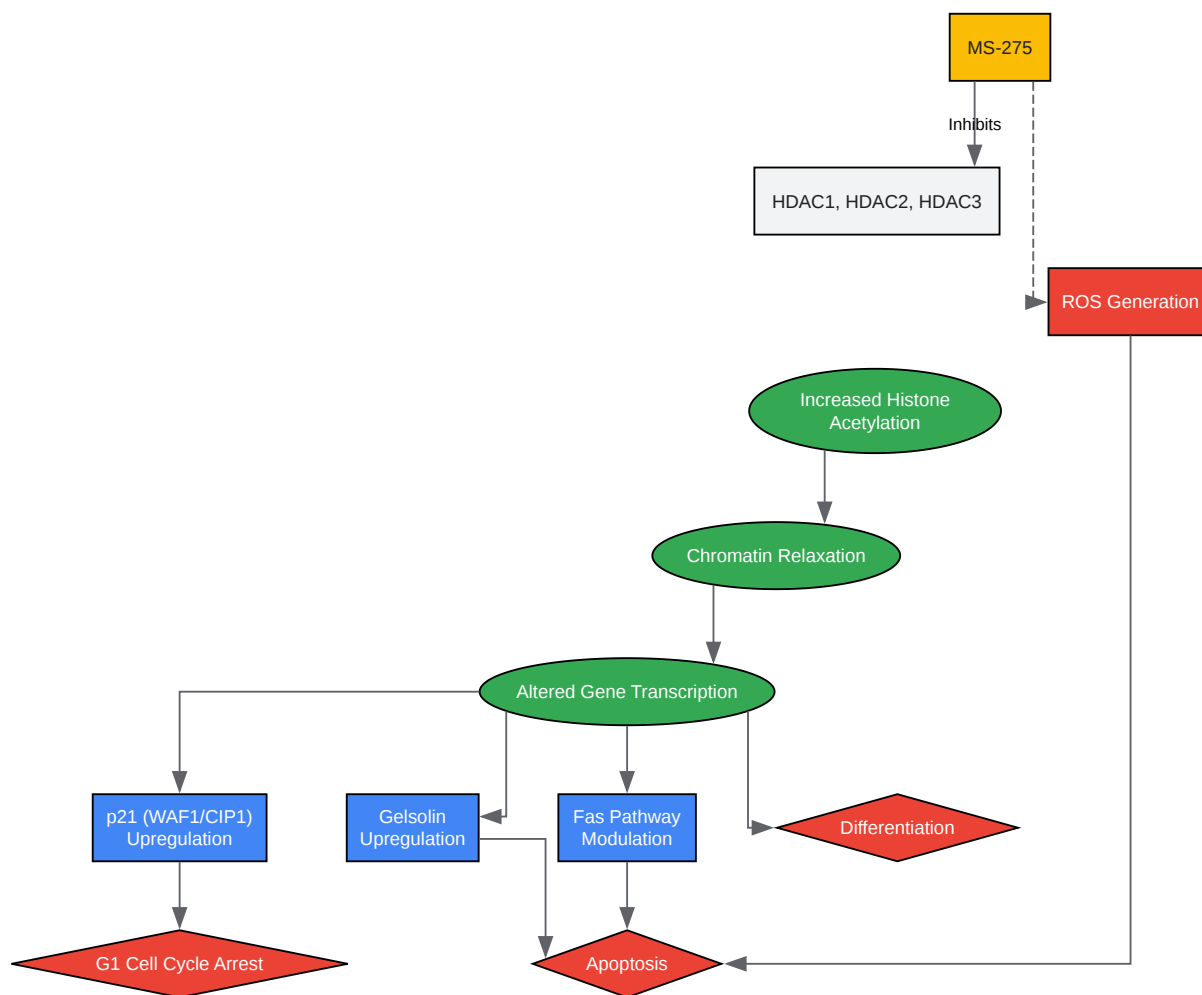 MS-275
Inhibits
HDAC1, HDAC2, HDAC3
ROS Generation
Increased Histone
Acetylation
Chromatin Relaxation
Altered Gene Transcription
p21 (WAF1/CIP1)
Upregulation
Gelsolin
Upregulation
Fas Pathway
Modulation
Differentiation
G1 Cell Cycle Arrest
Apoptosis